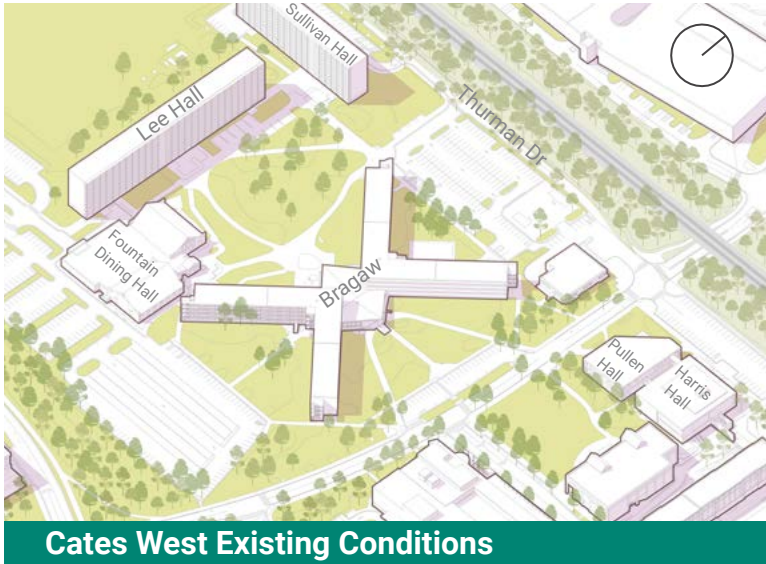 Sullivan Hall
Lee Hall
Thurman Dr
Fountain
Dining Hall
Bragaw
Pullen
Hall
Harris
Hall
Cates West Existing Conditions